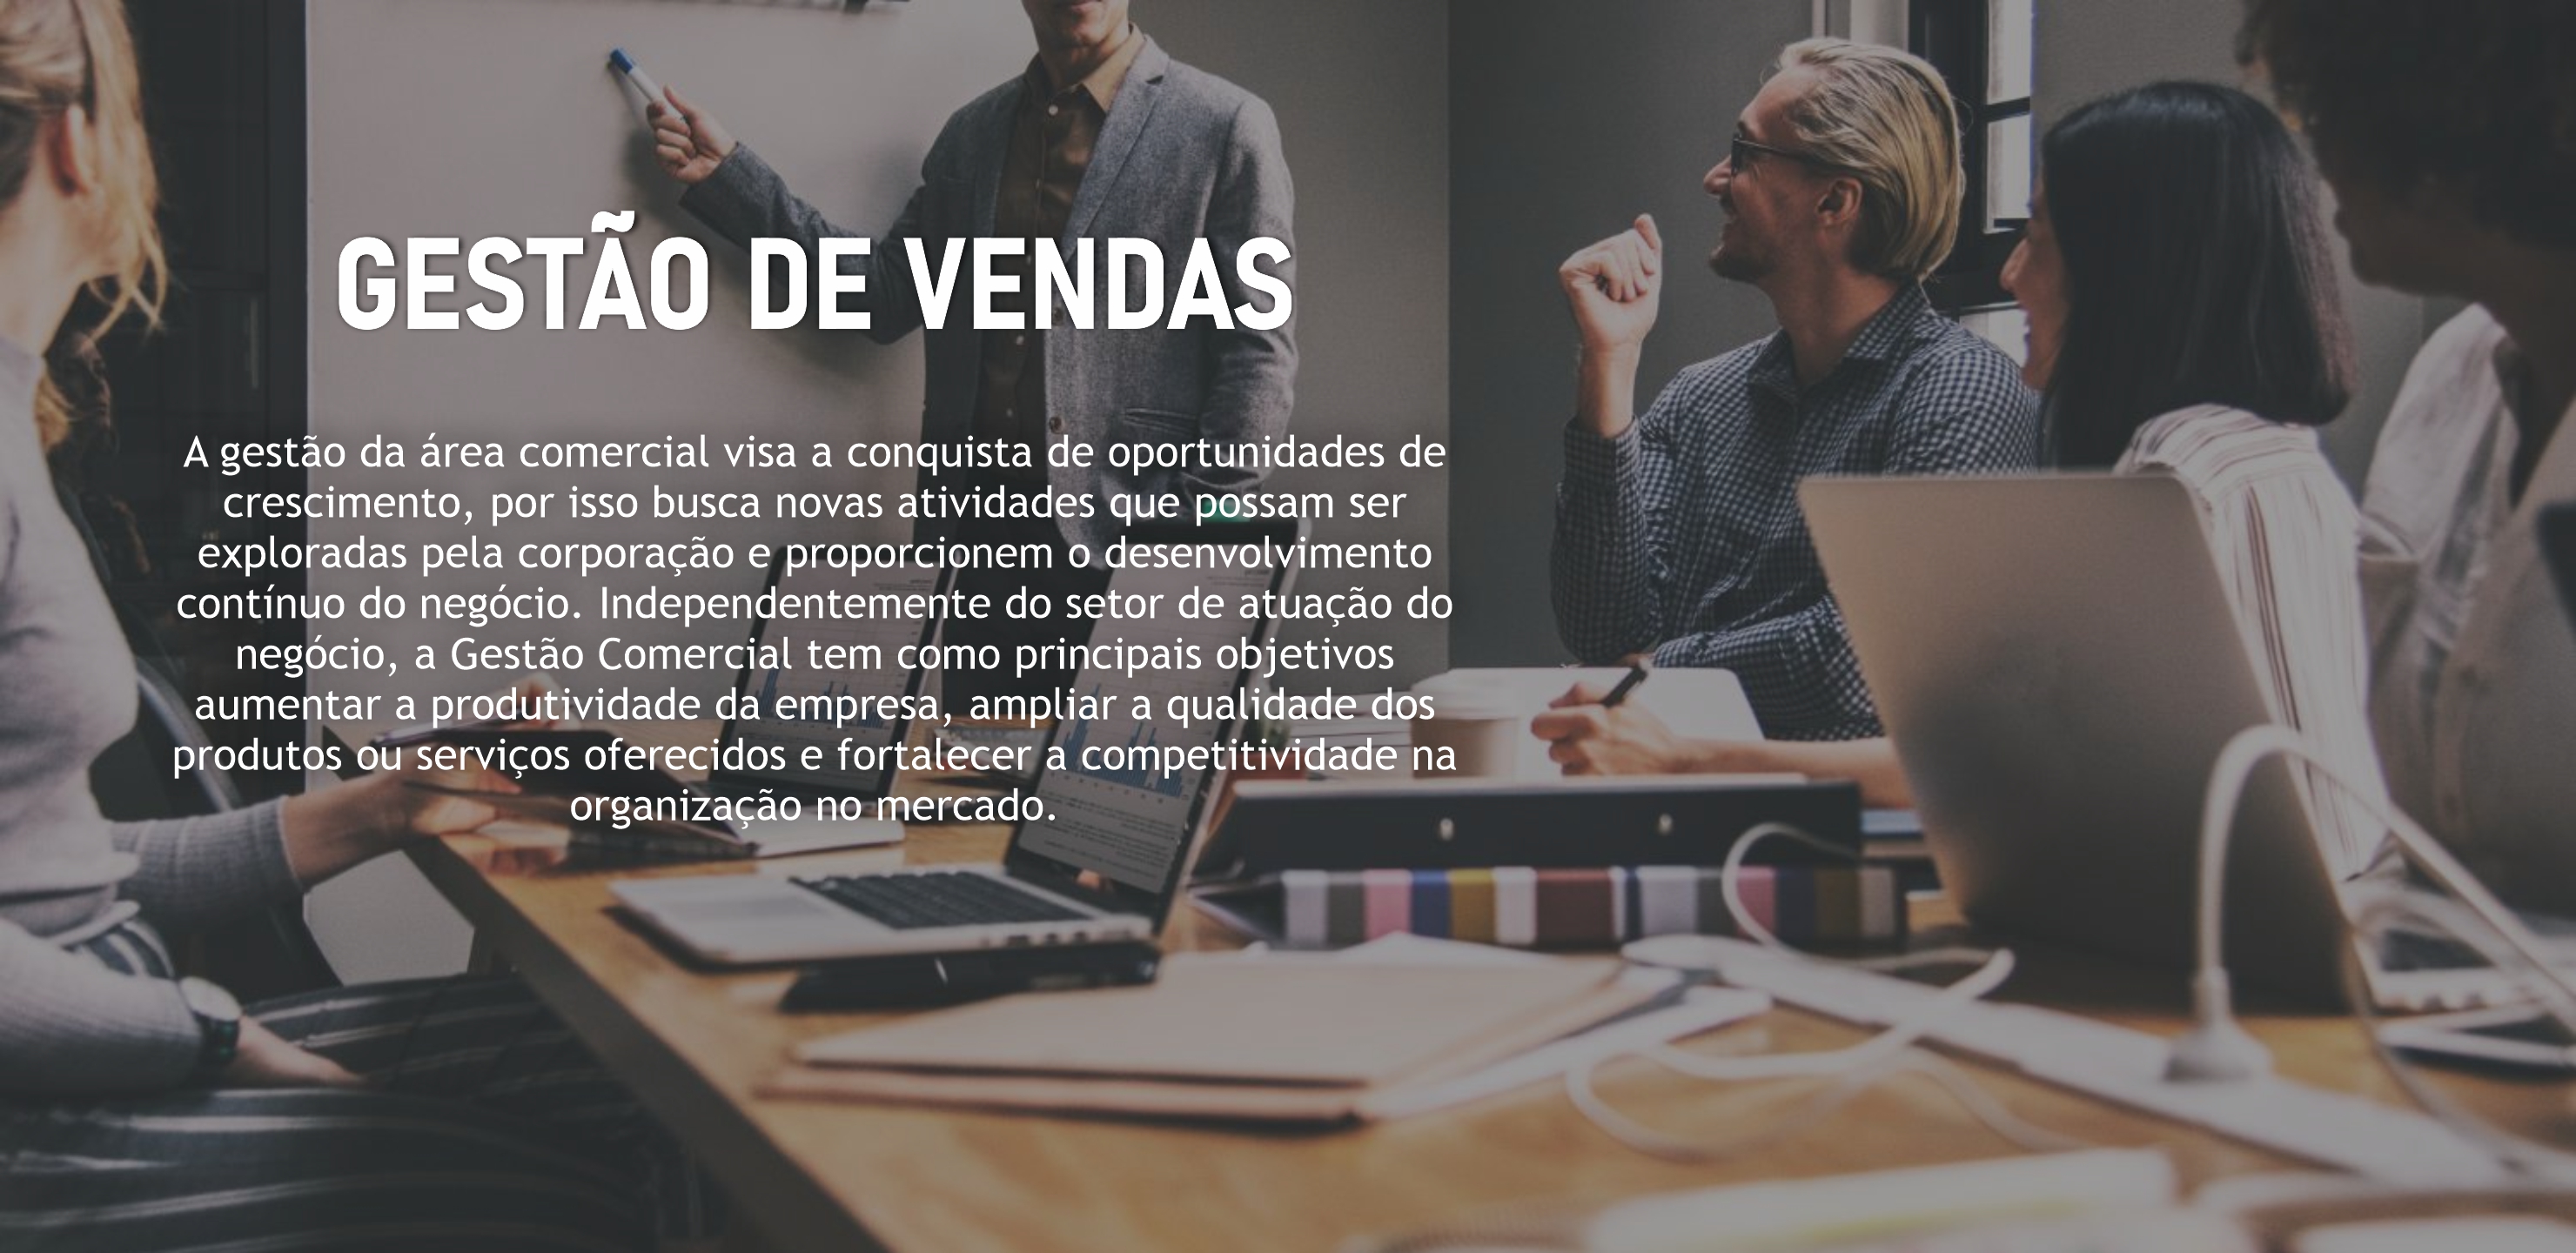 GESTÃO DE VENDAS
A gestão da área comercial visa a conquista de oportunidades de
crescimento, por isso busca novas atividades que possam ser
exploradas pela corporação e proporcionem o desenvolvimento
contínuo do negócio. Independentemente do setor de atuação do
negócio, a Gestão Comercial tem como principais objetivos
aumentar a produtividade da empresa, ampliar a qualidade dos
produtos ou serviços oferecidos e fortalecer a competitividade na
organização no mercado.